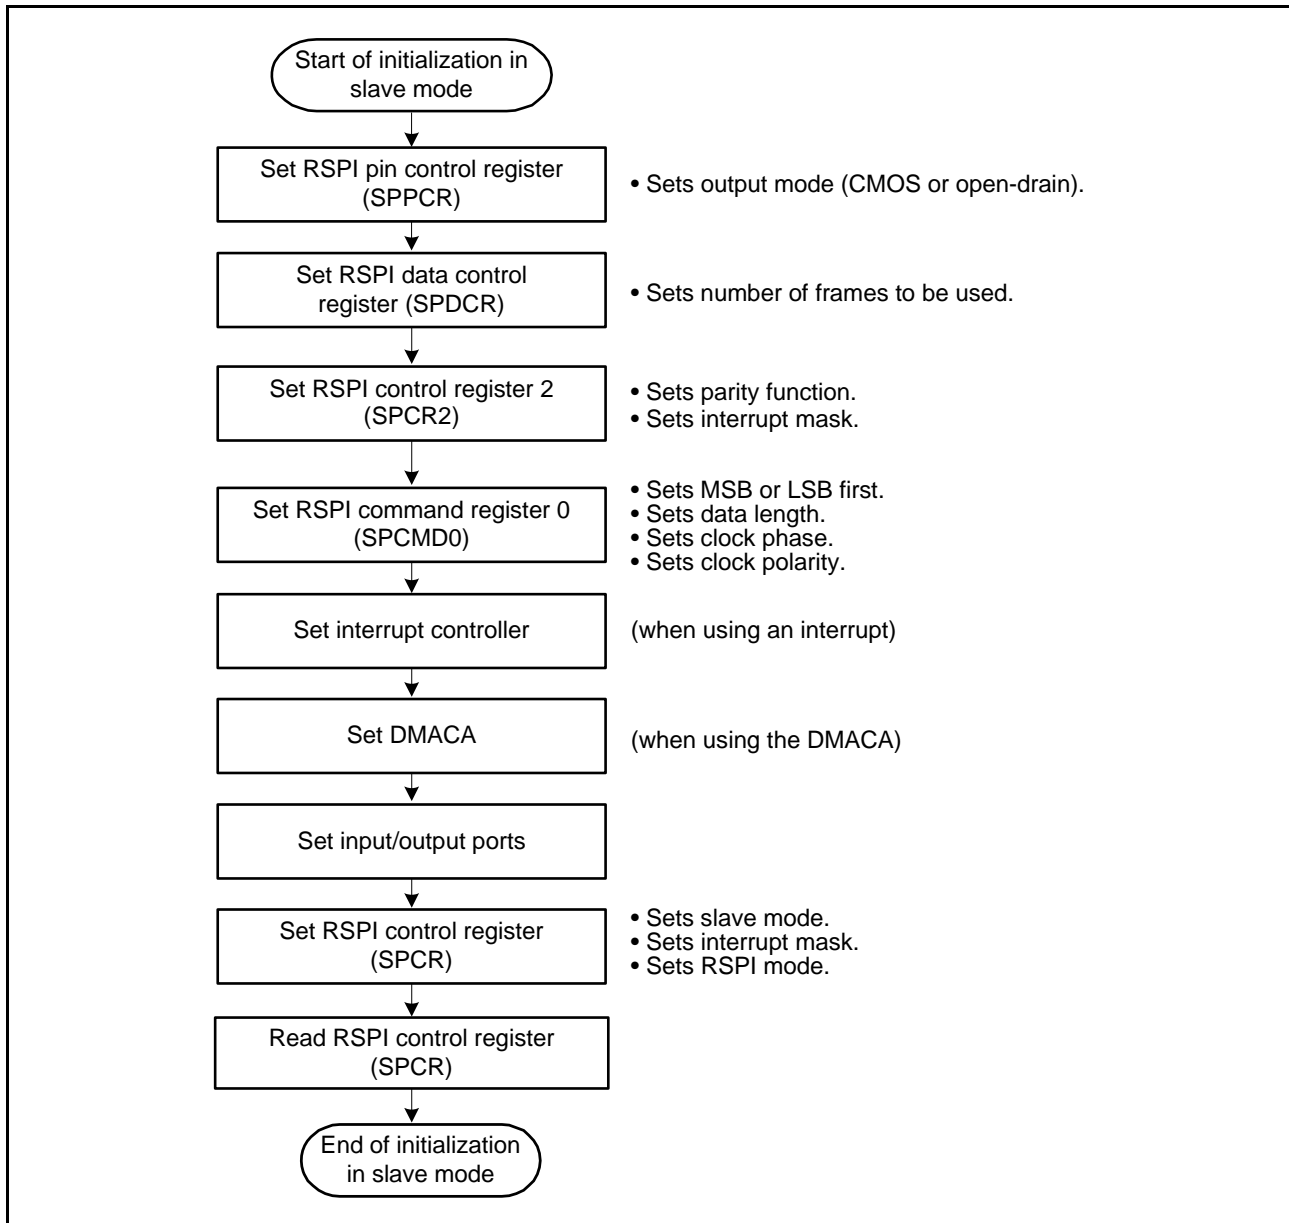 Start of initialization in
slave mode
Set RSPI pin control register
(SPPCR)
• Sets output mode (CMOS or open-drain).
Set RSPI data control
register (SPDCR)
• Sets number of frames to be used.
Set RSPI control register 2
(SPCR2)
• Sets parity function.
• Sets interrupt mask.
Set RSPI command register 0
(SPCMD0)
• Sets MSB or LSB first.
• Sets data length.
• Sets clock phase.
• Sets clock polarity.
Set interrupt controller
(when using an interrupt)
Set DMACA
(when using the DMACA)
Set input/output ports
Set RSPI control register
(SPCR)
• Sets slave mode.
• Sets interrupt mask.
• Sets RSPI mode.
Read RSPI control register
(SPCR)
End of initialization
in slave mode